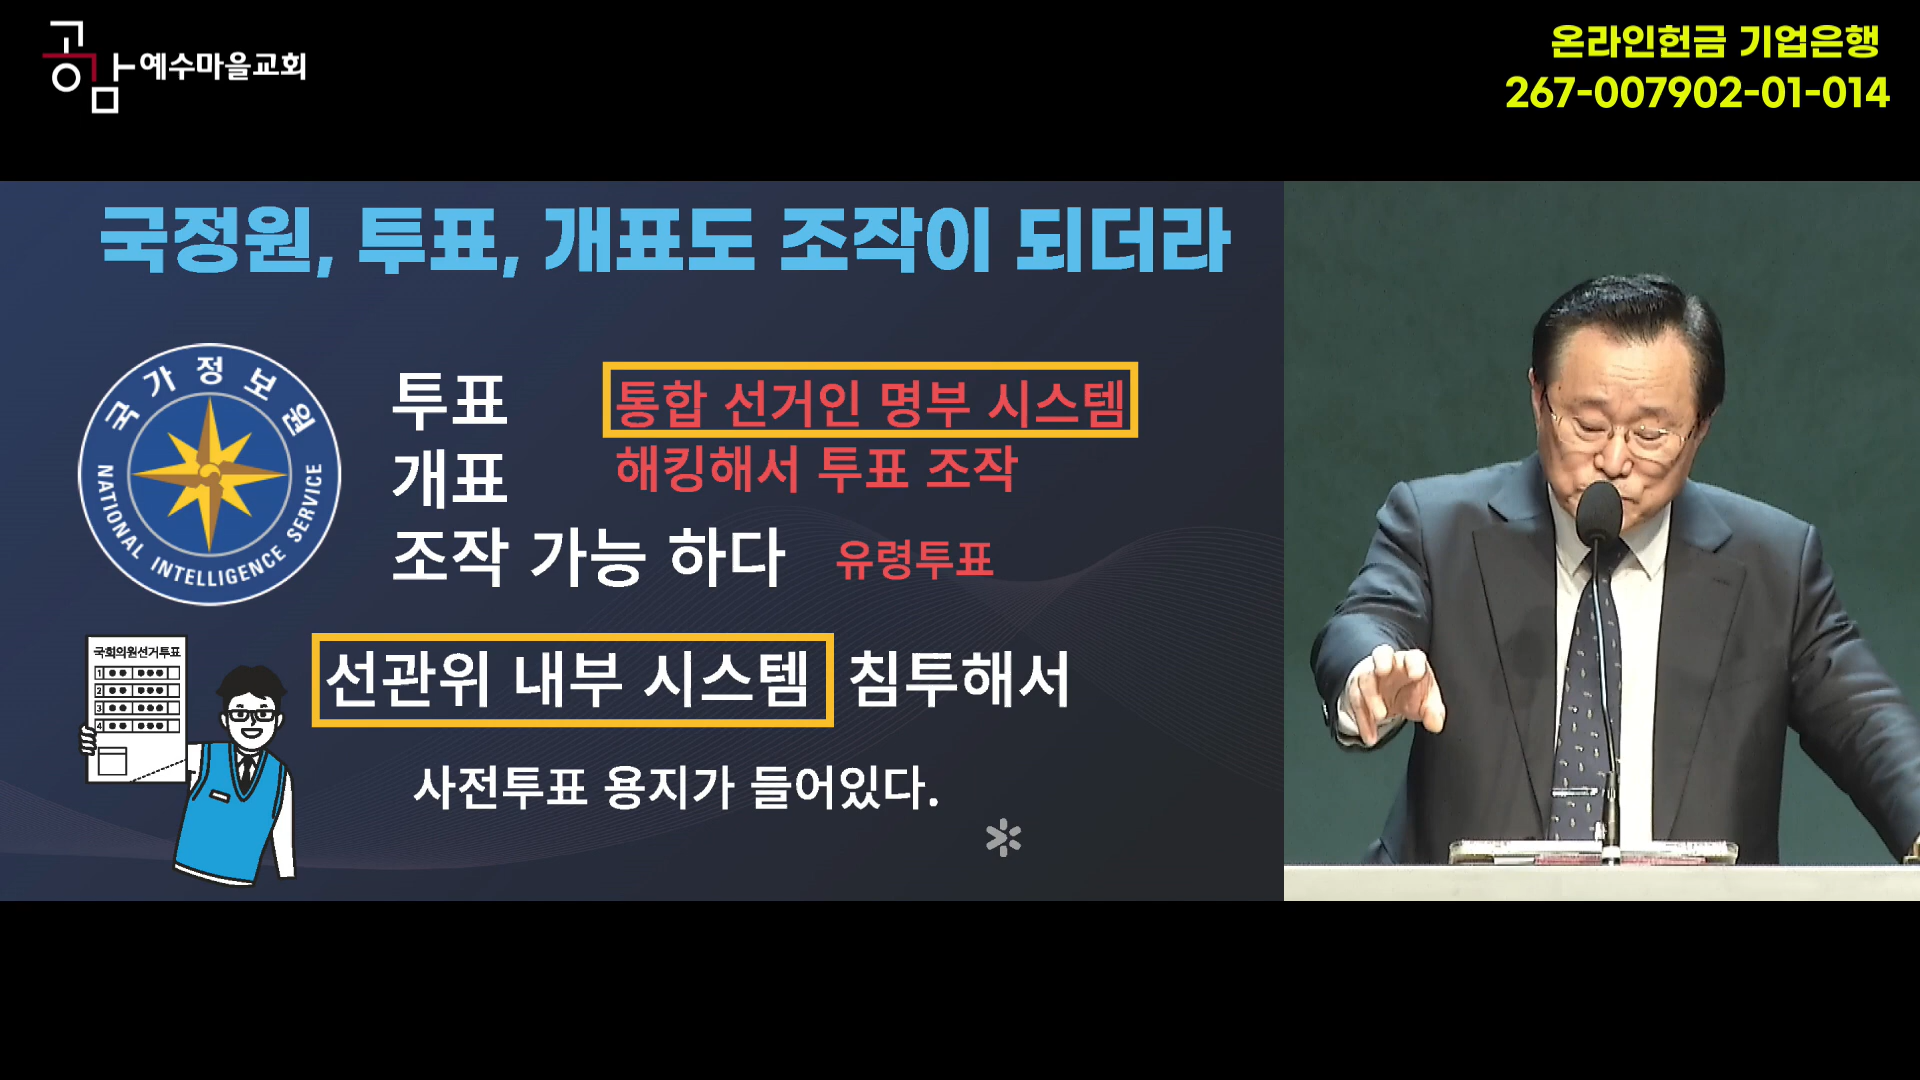 공감 예수마을교회
온라인헌금 기업은행
267-007902-01-014
국정원, 투표, 개표도 조작이 되더라
국가정보원
NATIONAL INTELLIGENCE SERVICE
투표
개표
조작 가능 하다
통합 선거인 명부 시스템
해킹해서 투표 조작
유령투표
국회의원선거투표
1
2
3
4
선관위 내부 시스템 침투해서
사전투표 용지가 들어있다.